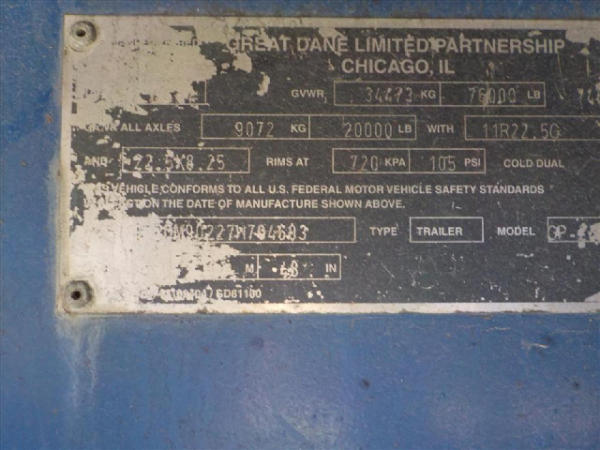 GREAT DANE LIMITED PARTNERSHIP
CHICAGO, IL
GVWR, 34473 KG 76000 LB
ALL AXLES 9072 KG 20000 LB WITH 11R22.5G
AND 22.5X8.25 RIMS AT 720 KPA 105 PSI COLD DUAL
VEHICLE CONFORMS TO ALL U.S. FEDERAL MOTOR VEHICLE SAFETY STANDARDS
ON THE DATE OF MANUFACTURE SHOWN ABOVE.
TYPE TRAILER MODEL
M 48 IN